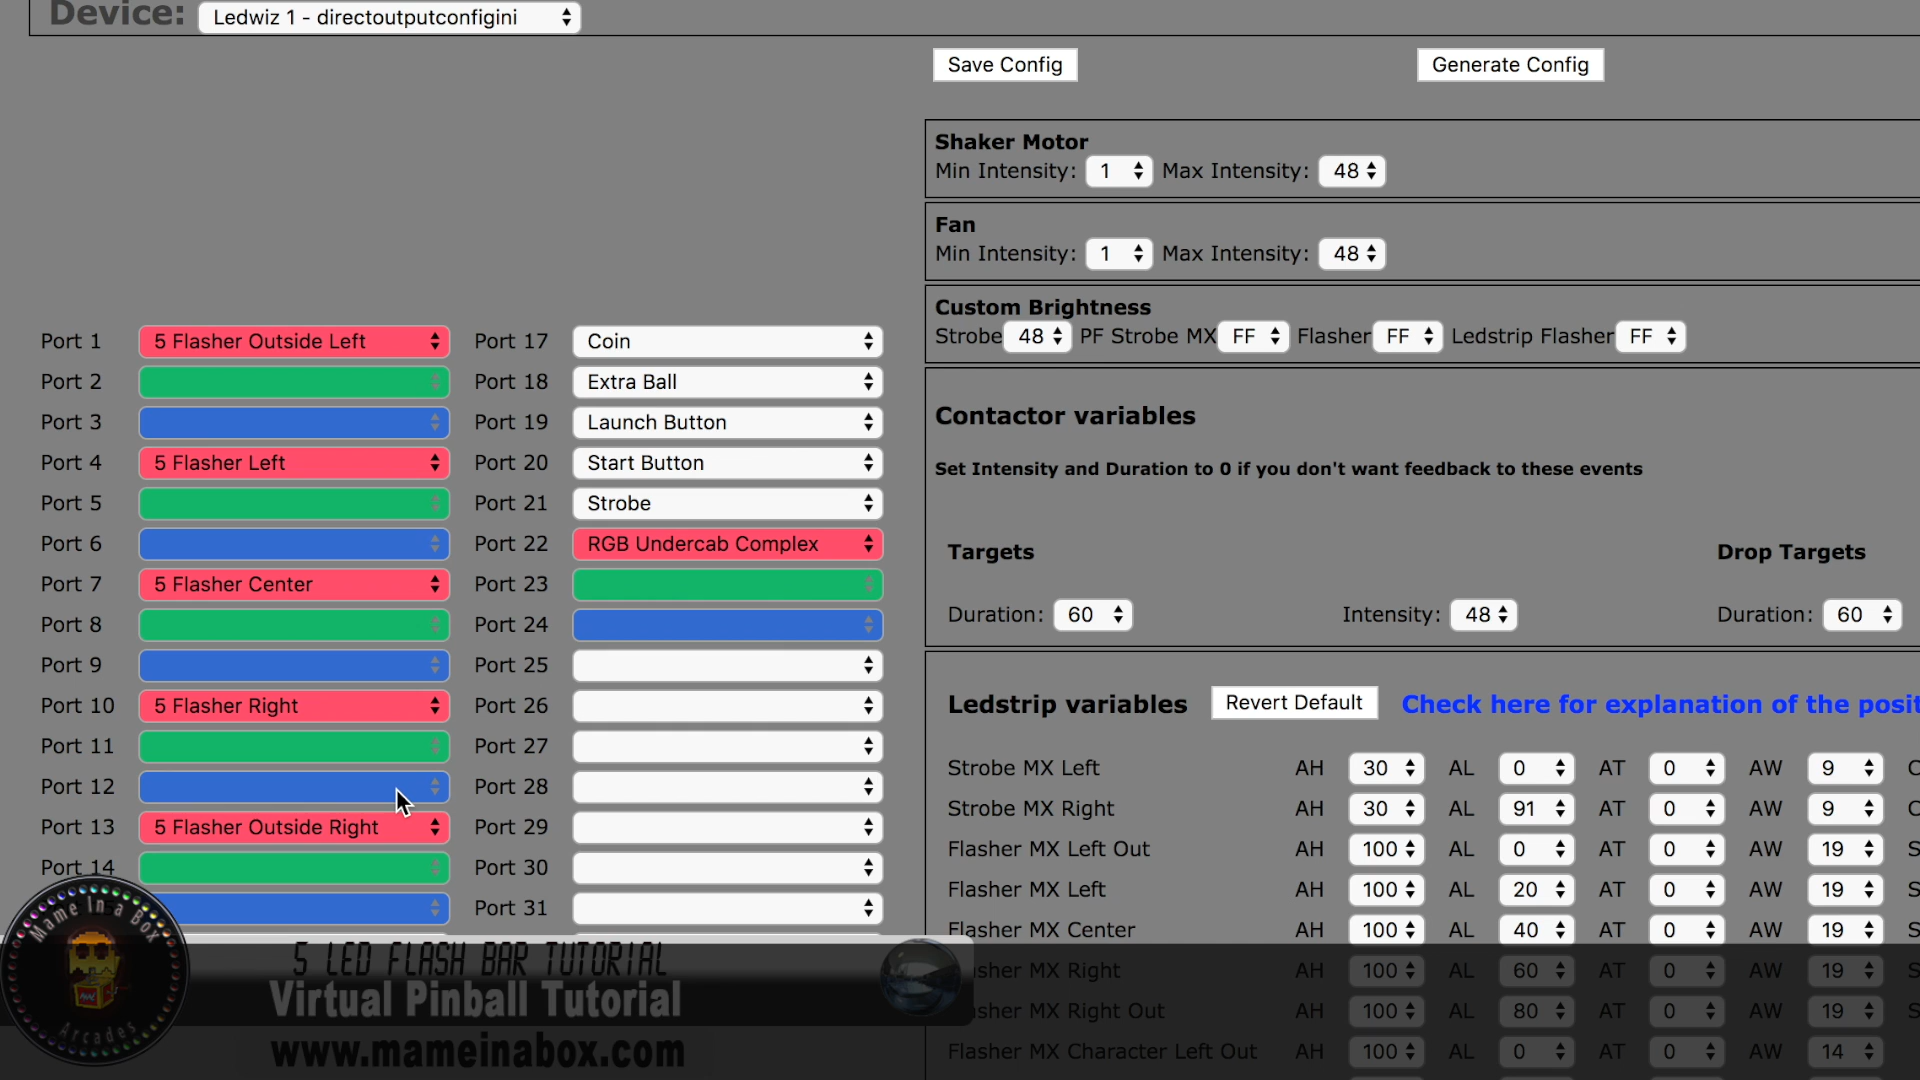 Device: Ledwiz 1 - directoutputconfigini
Save Config Generate Config
Shaker Motor
Min Intensity: 1 Max Intensity: 48
Fan
Min Intensity: 1 Max Intensity: 48
Custom Brightness
Strobe 48 PF Strobe MX FF Flasher FF Ledstrip Flasher FF
Port 1 5 Flasher Outside Left
Port 2
Port 3
Port 4 5 Flasher Left
Port 5
Port 6
Port 7 5 Flasher Center
Port 8
Port 9
Port 10 5 Flasher Right
Port 11
Port 12
Port 13 5 Flasher Outside Right
Port 14
Port 17 Coin
Port 18 Extra Ball
Port 19 Launch Button
Port 20 Start Button
Port 21 Strobe
Port 22 RGB Undercab Complex
Port 23
Port 24
Port 25
Port 26
Port 27
Port 28
Port 29
Port 30
Port 31
Contactor variables
Set Intensity and Duration to 0 if you don't want feedback to these events
Targets Drop Targets
Duration: 60 Intensity: 48 Duration: 60
Ledstrip variables Revert Default Check here for explanation of the posit
Strobe MX Left AH 30 AL 0 AT 0 AW 9
Strobe MX Right AH 30 AL 91 AT 0 AW 9
Flasher MX Left Out AH 100 AL 0 AT 0 AW 19
Flasher MX Left AH 100 AL 20 AT 0 AW 19
Flasher MX Center AH 100 AL 40 AT 0 AW 19
sher MX Right AH 100 AL 60 AT 0 AW 19
sher MX Right Out AH 100 AL 80 AT 0 AW 19
Flasher MX Character Left Out AH 100 AL 0 AT 0 AW 14
Mame In a Box
Arcades
5 LED FLASH BAR TUTORIAL
Virtual Pinball Tutorial
www.mameinabox.com